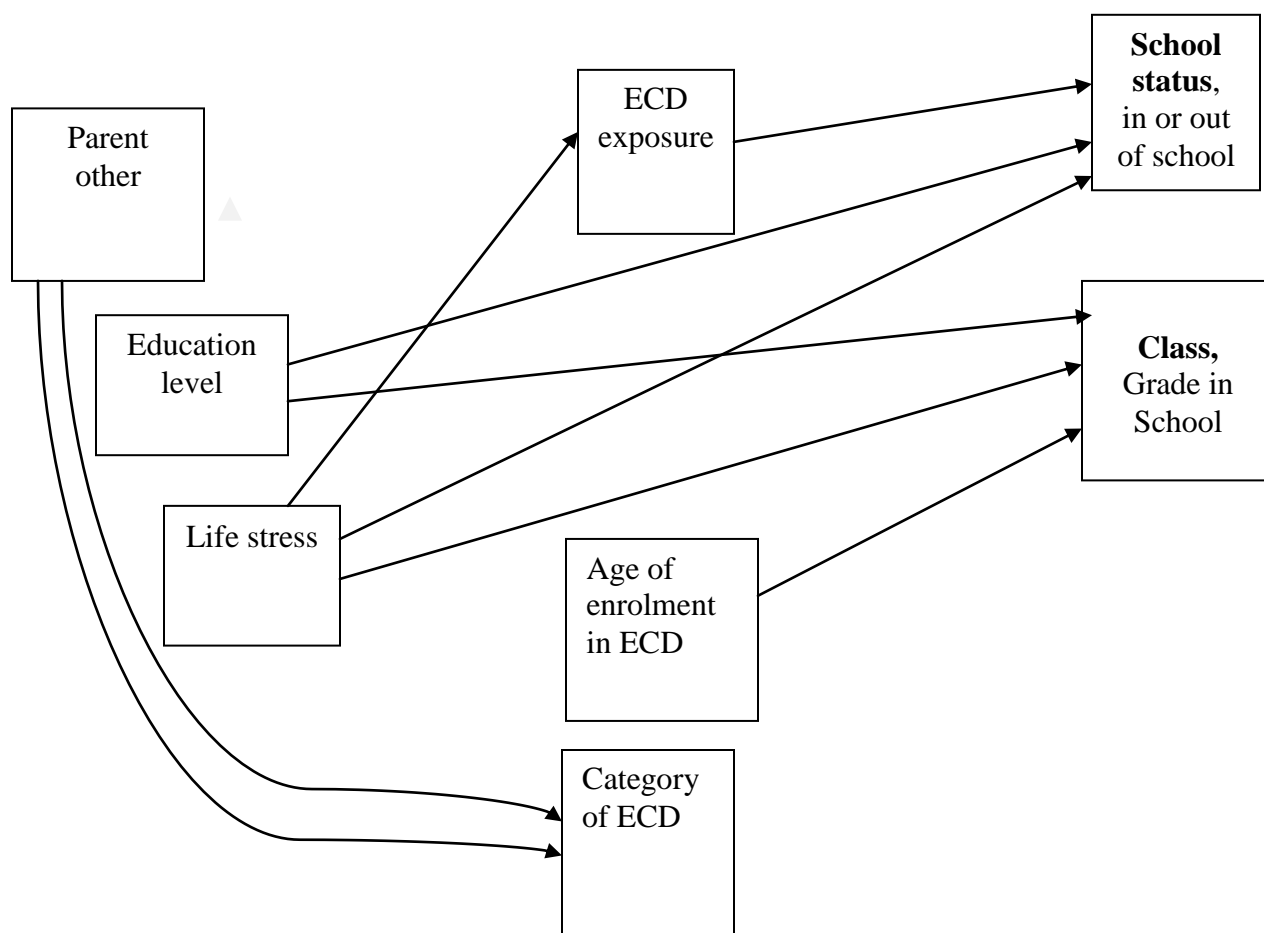 Parent
other
ECD
exposure
School
status,
in or out
of school
Education
level
Class,
Grade in
School
Life stress
Age of
enrolment
in ECD
Category
of ECD